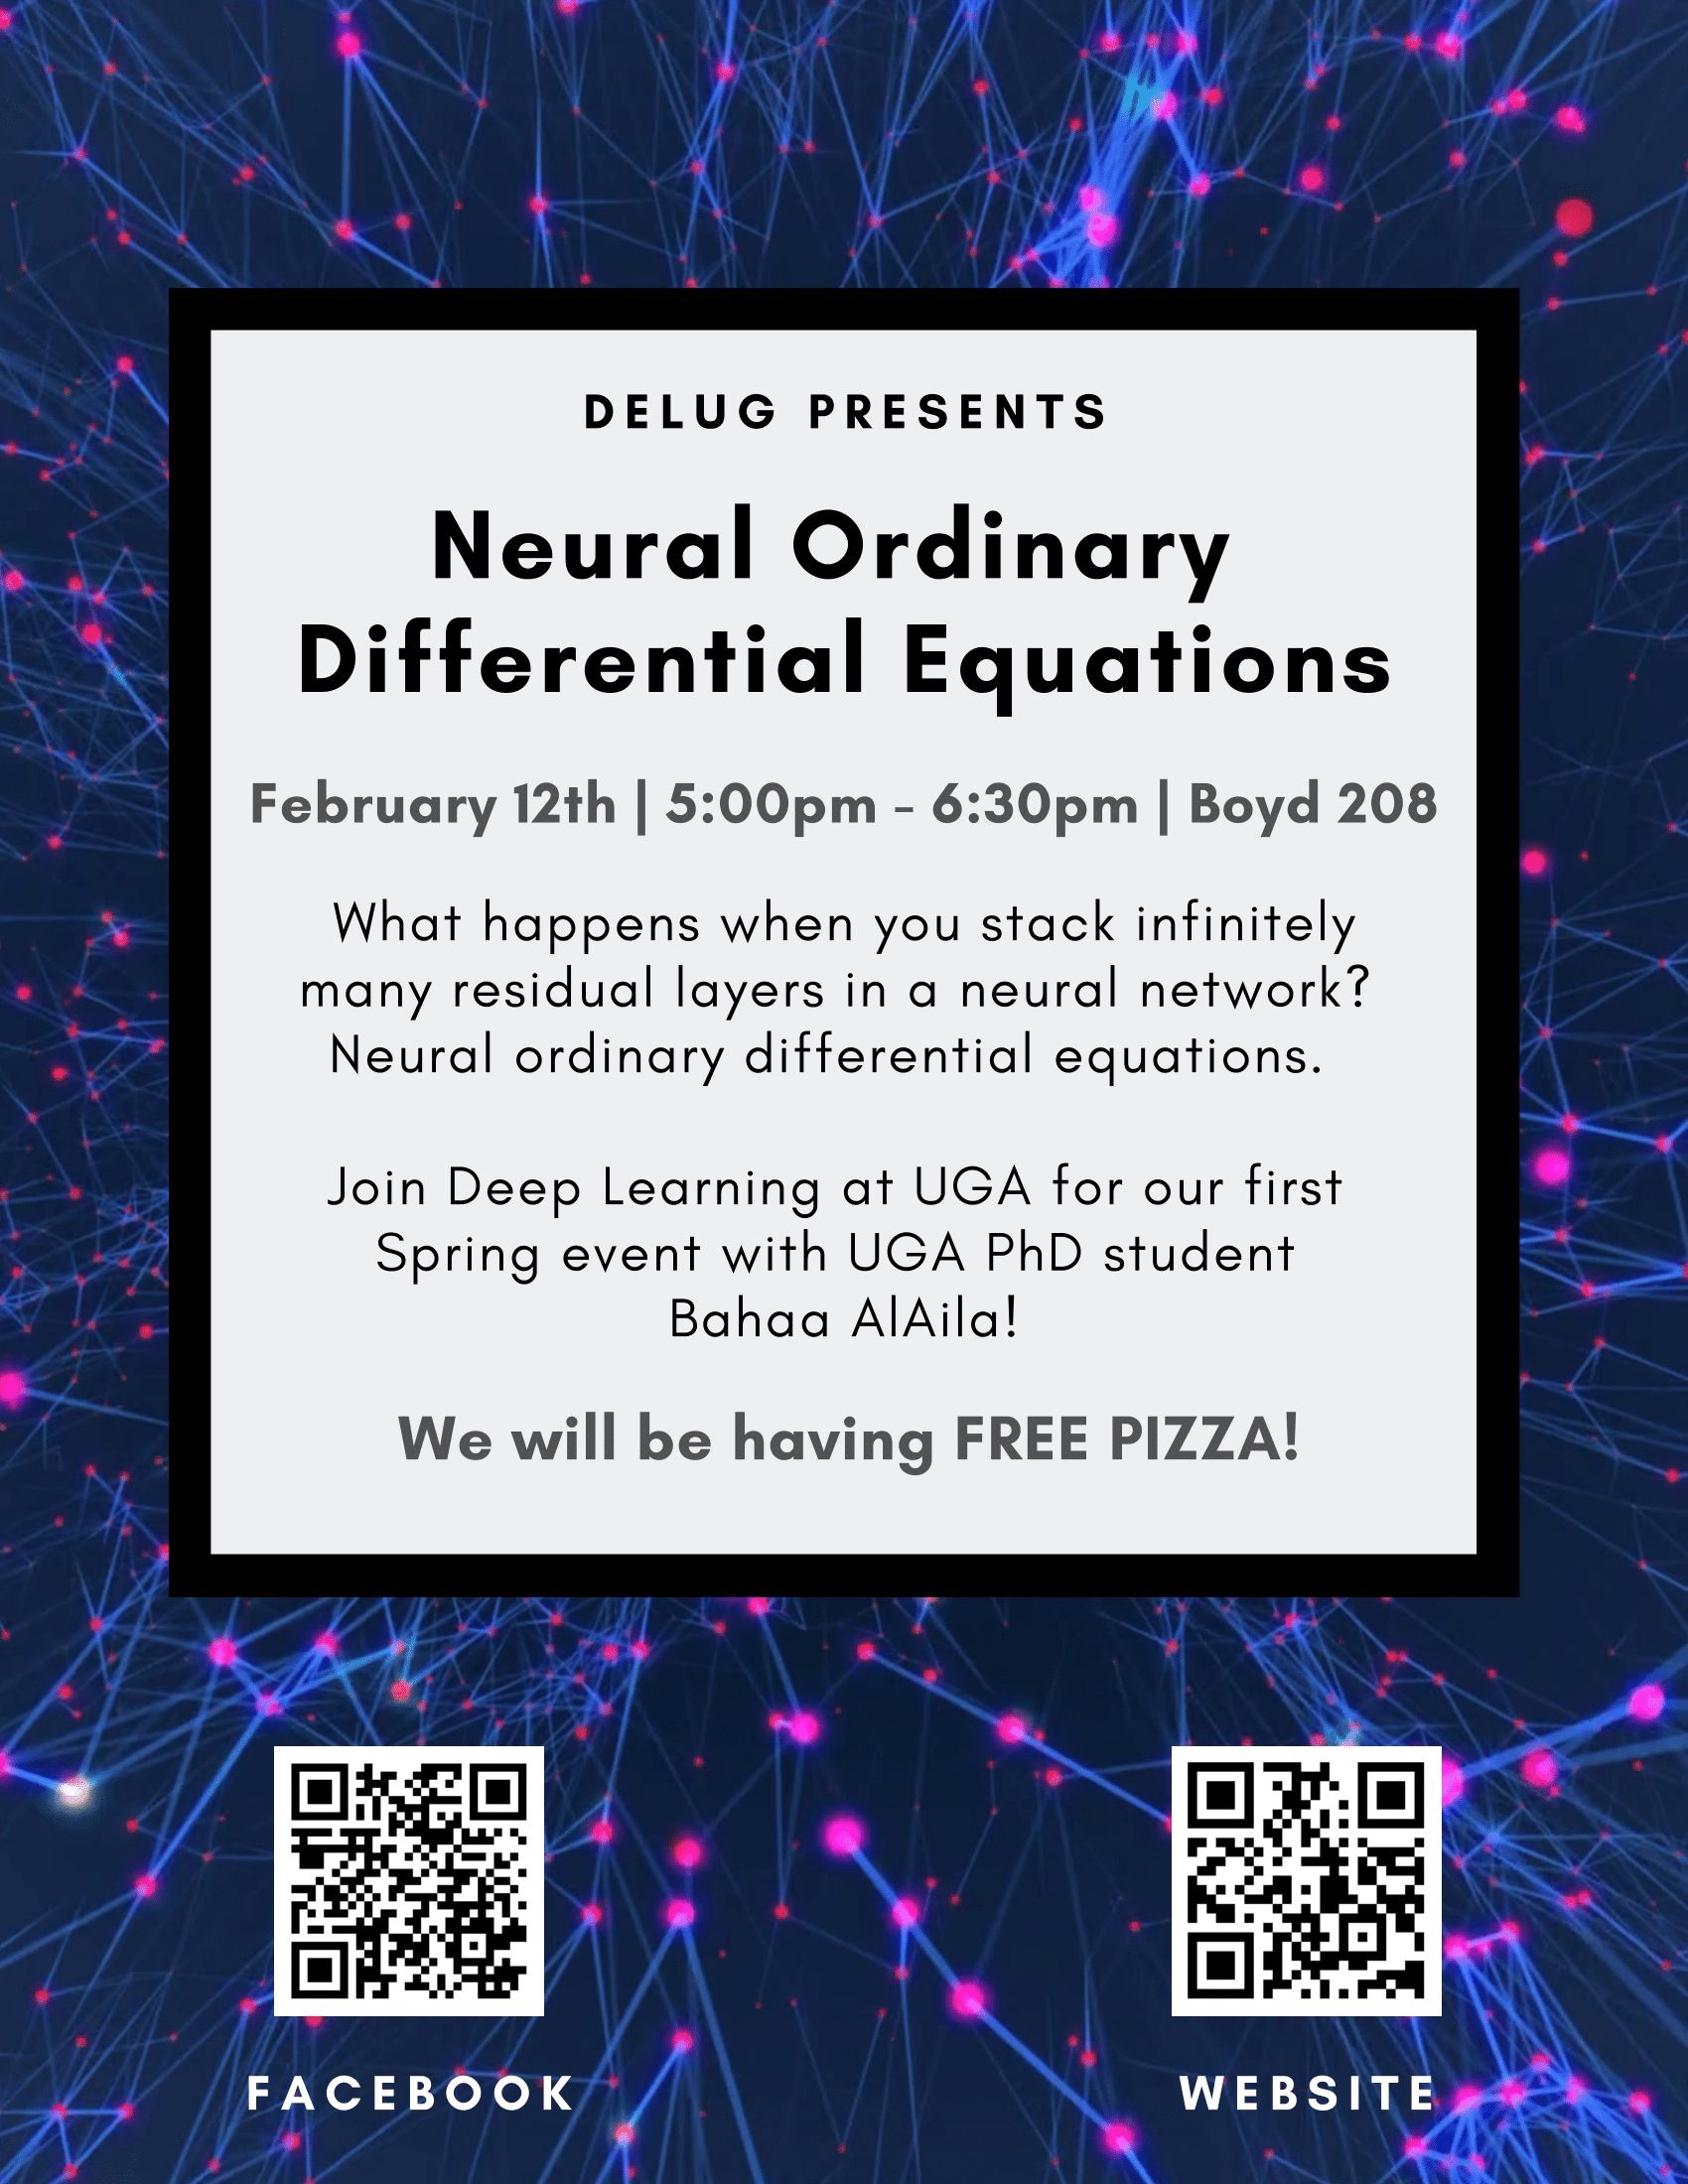 DELUG PRESENTS
Neural Ordinary
Differential Equations
February 12th | 5:00pm - 6:30pm | Boyd 208
What happens when you stack infinitely
many residual layers in a neural network?
Neural ordinary differential equations.
Join Deep Learning at UGA for our first
Spring event with UGA PhD student
Bahaa AlAila!
We will be having FREE PIZZA!
FACEBOOK
WEBSITE